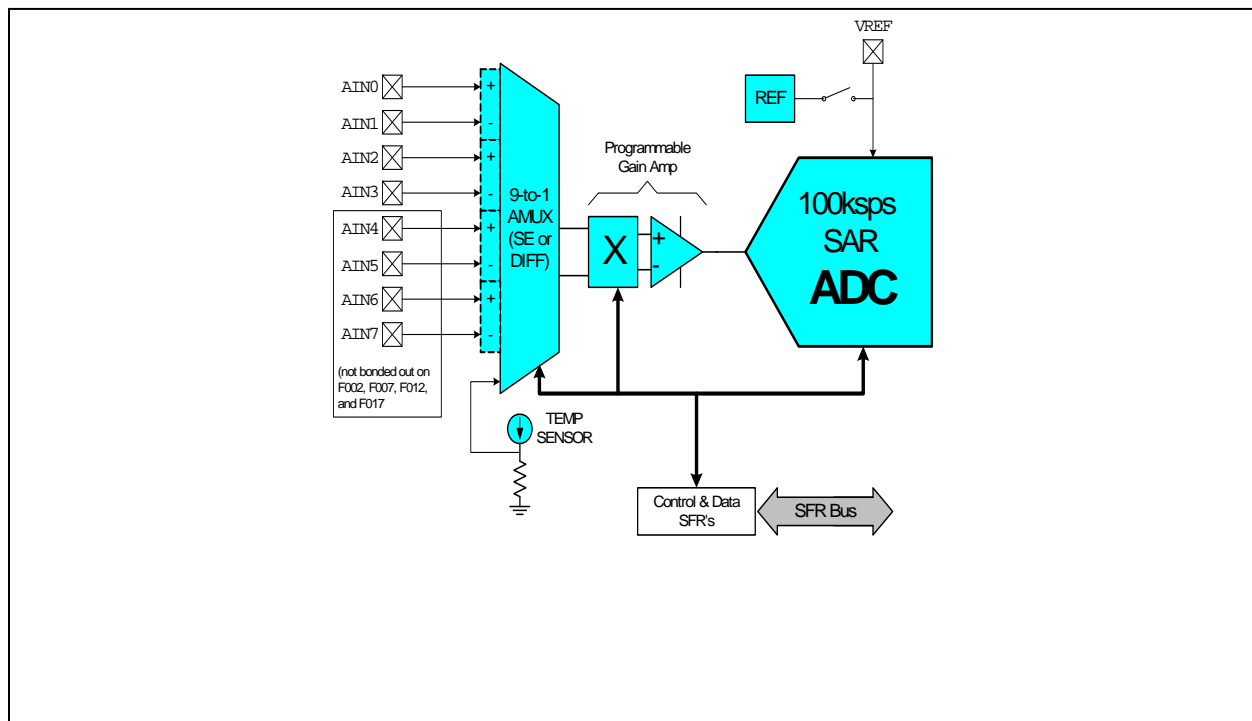 VREF
REF
AIN0
AIN1
AIN2
AIN3
AIN4
AIN5
AIN6
AIN7
+
-
+
-
+
-
+
-
(not bonded out on
F002, F007, F012,
and F017
9-to-1
AMUX
(SE or
DIFF)
Programmable
Gain Amp
X
+
-
100ksps
SAR
ADC
TEMP
SENSOR
Control & Data
SFR's
SFR Bus